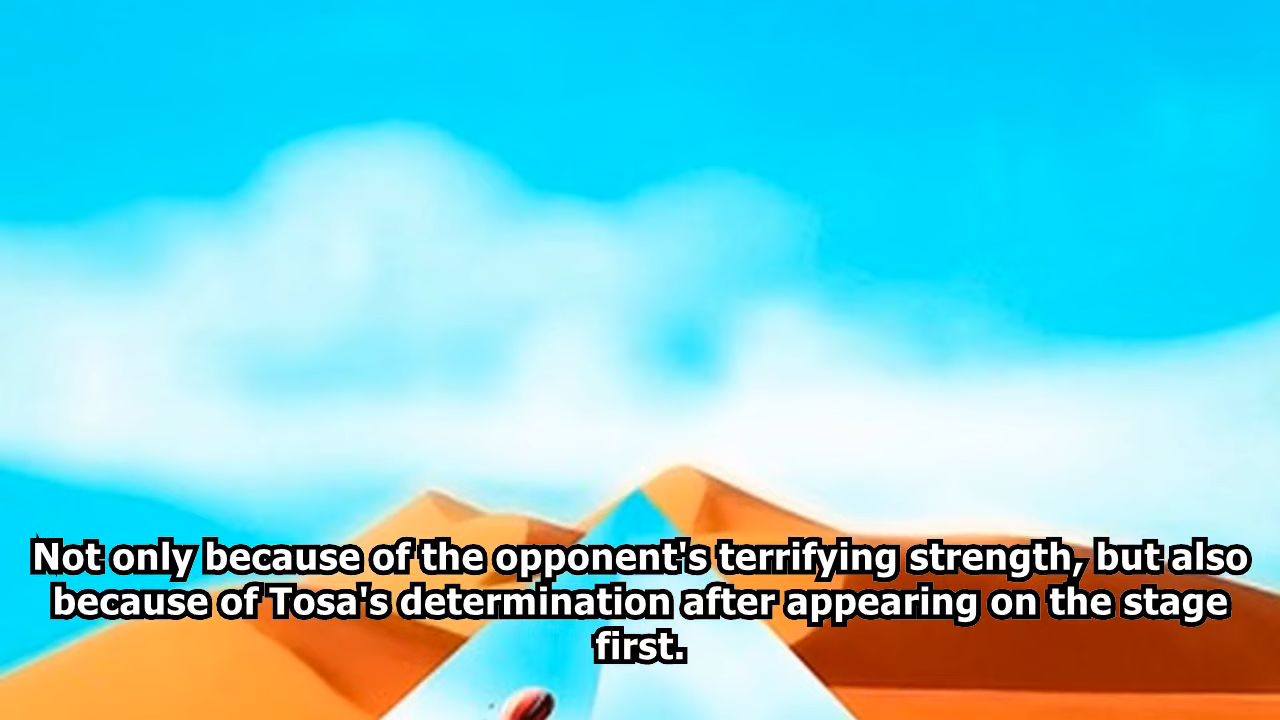 Not only because of the opponent's terrifying strength, but also
because of Tosa's determination after appearing on the stage
first.